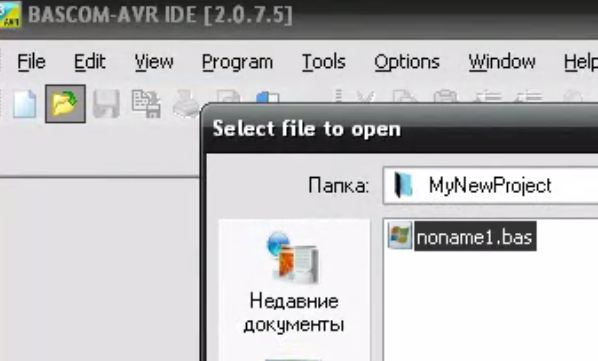 BASCOM-AVR IDE [2.0.7.5]
File Edit View Program Tools Options Window Help
Select file to open
Папка: MyNewProject
noname1.bas
Недавние
документы